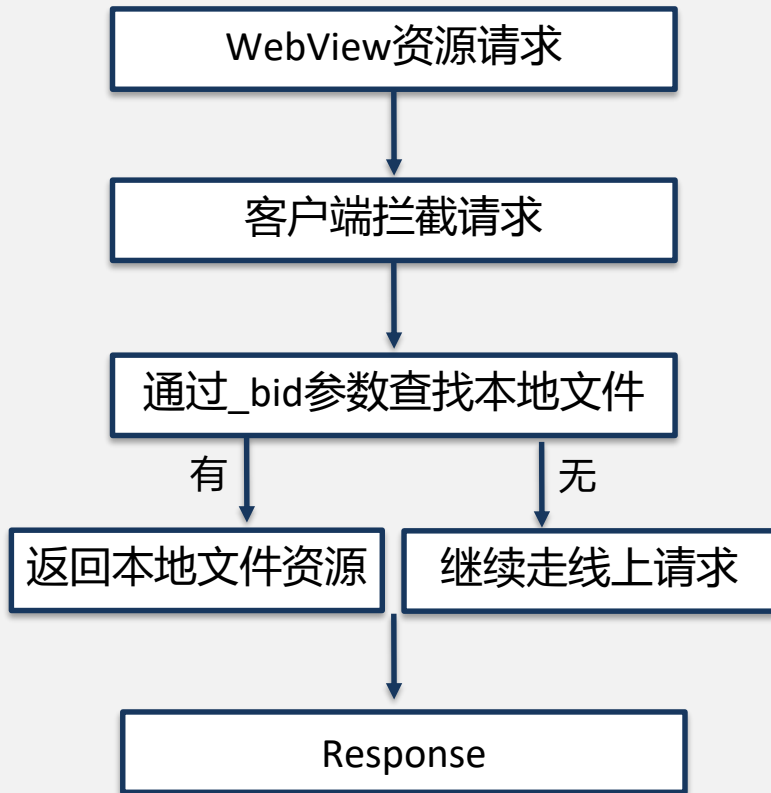 WebView资源请求
客户端拦截请求
通过_bid参数查找本地文件
有
无
返回本地文件资源
继续走线上请求
Response